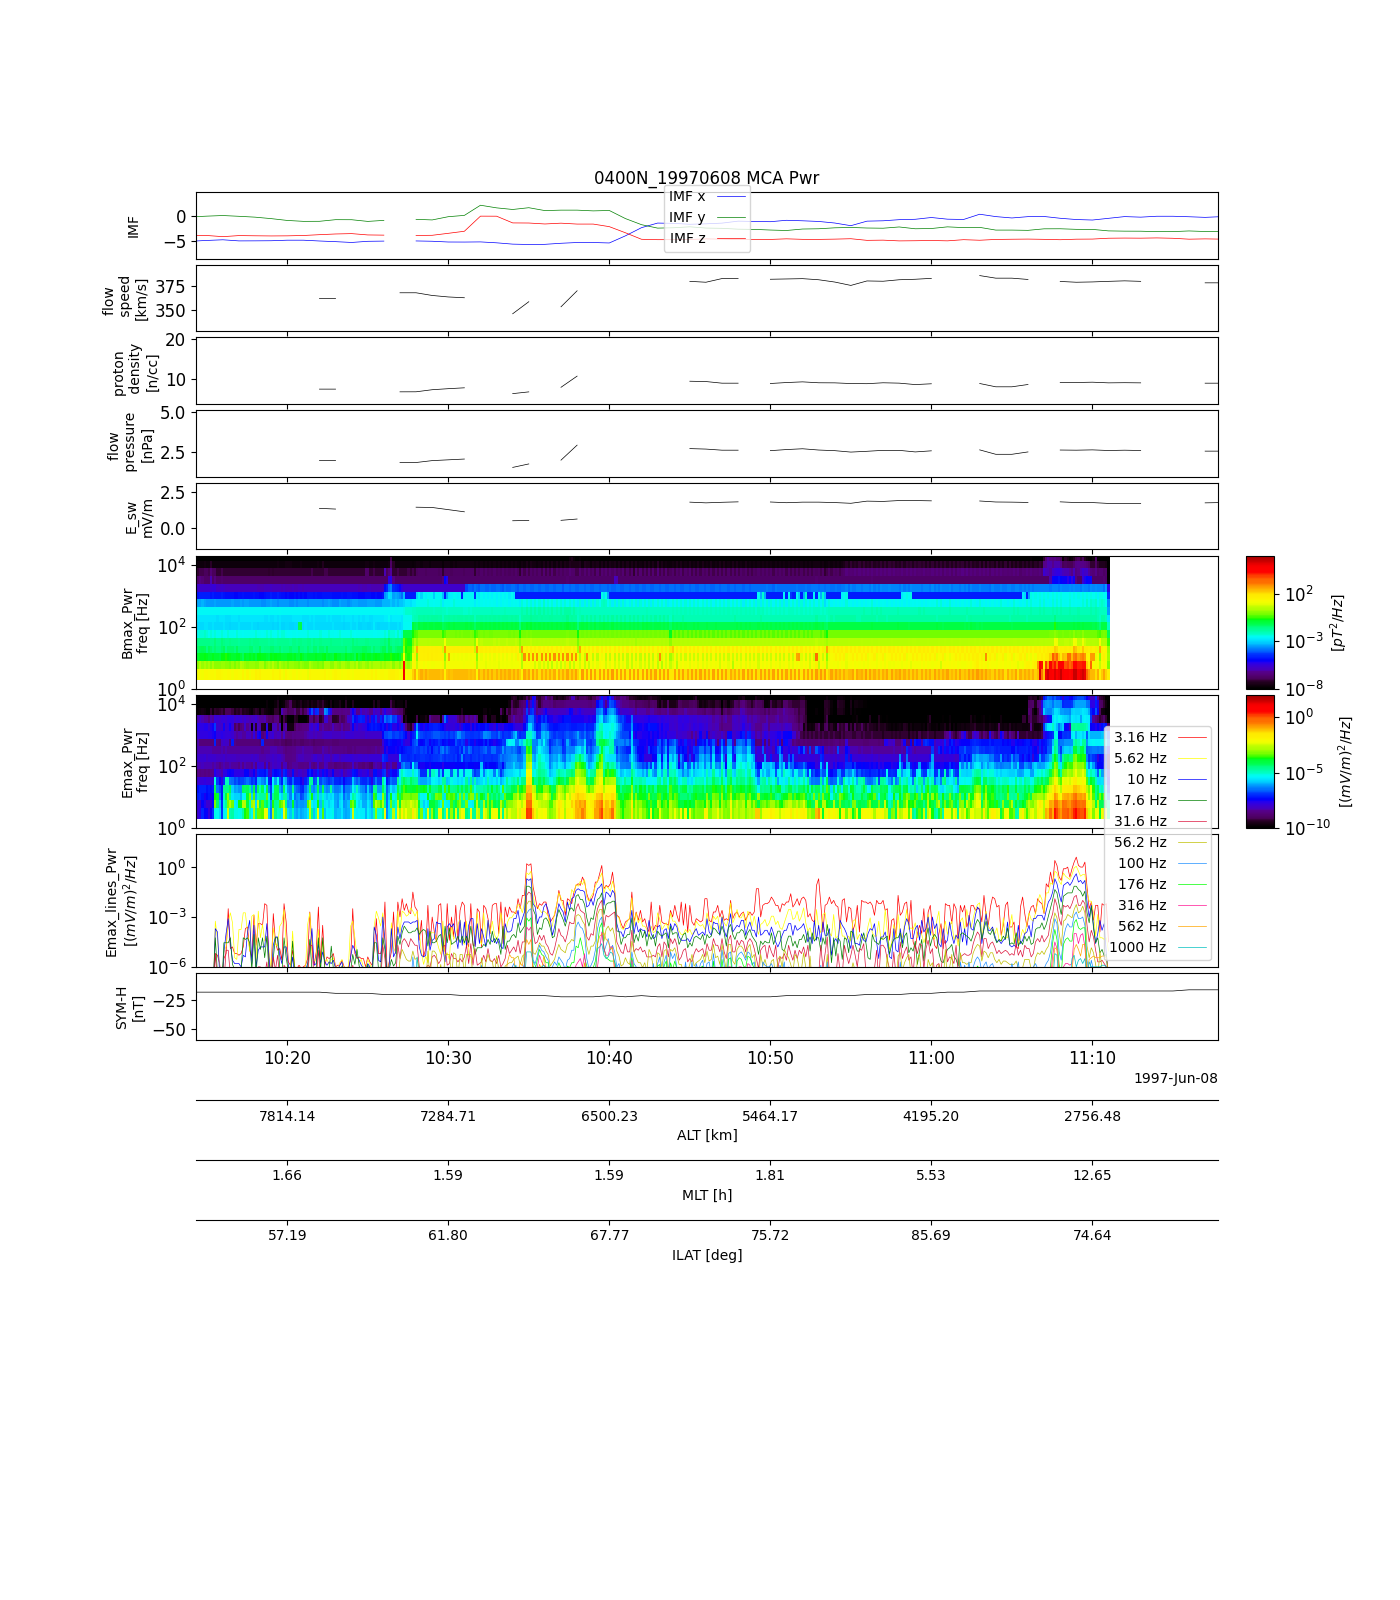 0400N_19970608 MCA Pwr
IMF
0
−5
IMF x
IMF y
IMF z
flow
speed
[km/s]
375
350
proton
density
[n/cc]
20
10
flow
pressure
[nPa]
5.0
2.5
E_sw
mV/m
2.5
0.0
Bmax_Pwr
freq [Hz]
10^4
10^2
10^0
10^2
10^−3
10^−8
[pT^2/Hz]
Emax_Pwr
freq [Hz]
10^4
10^2
10^0
10^0
10^−5
10^−10
[(mV/m)^2/Hz]
3.16 Hz
5.62 Hz
10 Hz
17.6 Hz
31.6 Hz
56.2 Hz
100 Hz
176 Hz
316 Hz
562 Hz
1000 Hz
Emax_lines_Pwr
[(mV/m)^2/Hz]
10^0
10^−3
10^−6
SYM-H
[nT]
−25
−50
10:20 10:30 10:40 10:50 11:00 11:10
1997-Jun-08
7814.14 7284.71 6500.23 5464.17 4195.20 2756.48
ALT [km]
1.66 1.59 1.59 1.81 5.53 12.65
MLT [h]
57.19 61.80 67.77 75.72 85.69 74.64
ILAT [deg]